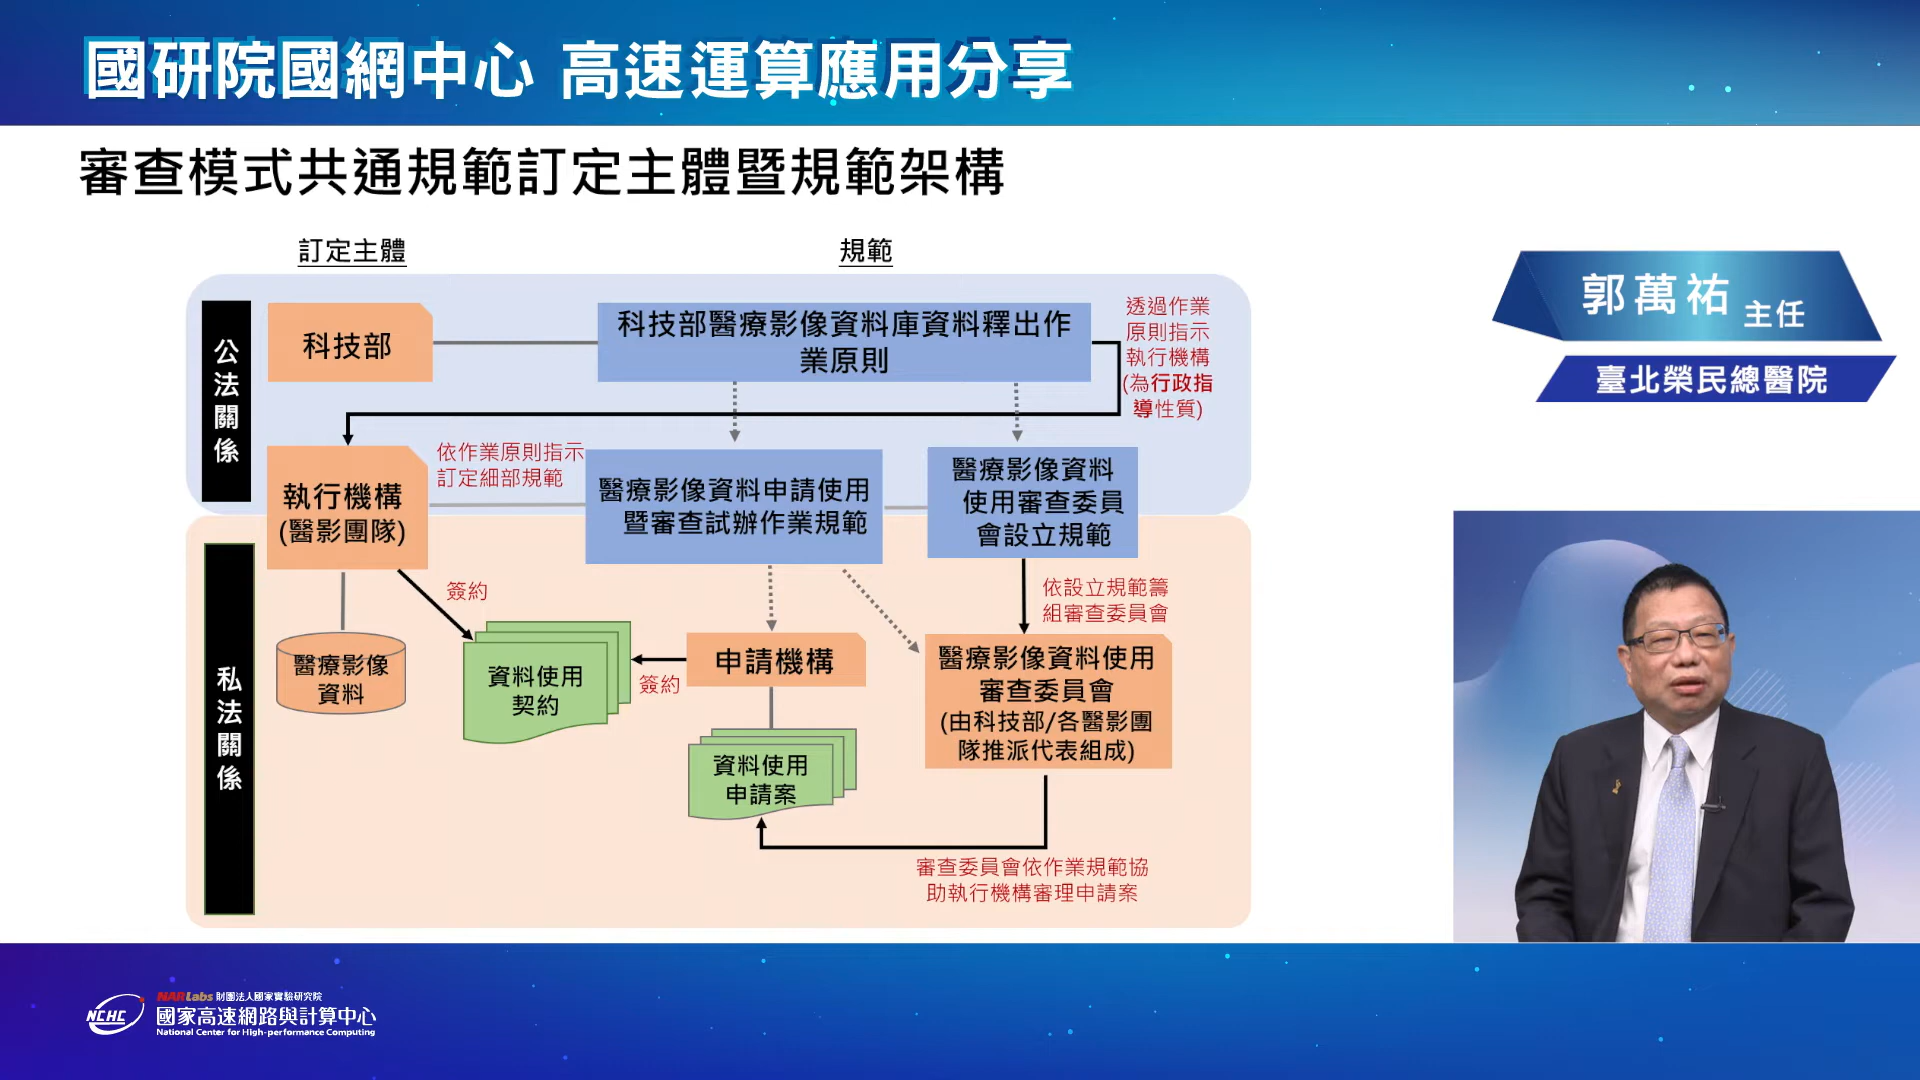 國研院國網中心 高速運算應用分享
審查模式共通規範訂定主體暨規範架構
訂定主體
規範
公法關係
科技部
科技部醫療影像資料庫資料釋出作
業原則
透過作業
原則指示
執行機構
(為行政指
導性質)
執行機構
(醫影團隊)
依作業原則指示
訂定細部規範
醫療影像資料申請使用
暨審查試辦作業規範
醫療影像資料
使用審查委員
會設立規範
私法關係
簽約
依設立規範籌
組審查委員會
醫療影像
資料
資料使用
契約
簽約
申請機構
醫療影像資料使用
審查委員會
(由科技部/各醫影團
隊推派代表組成)
資料使用
申請案
審查委員會依作業規範協
助執行機構審理申請案
郭萬祐 主任
臺北榮民總醫院
NCHC
NARLabs 財團法人國家實驗研究院
國家高速網路與計算中心
National Center for High-performance Computing